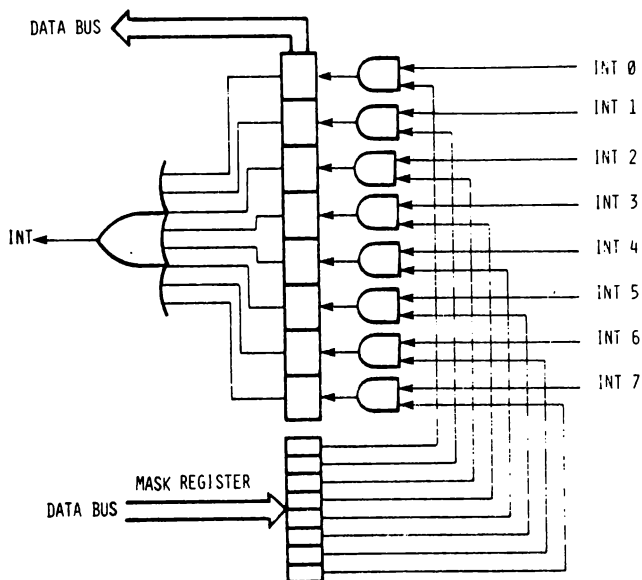 DATA BUS
INT 0
INT 1
INT 2
INT 3
INT
INT 4
INT 5
INT 6
INT 7
MASK REGISTER
DATA BUS